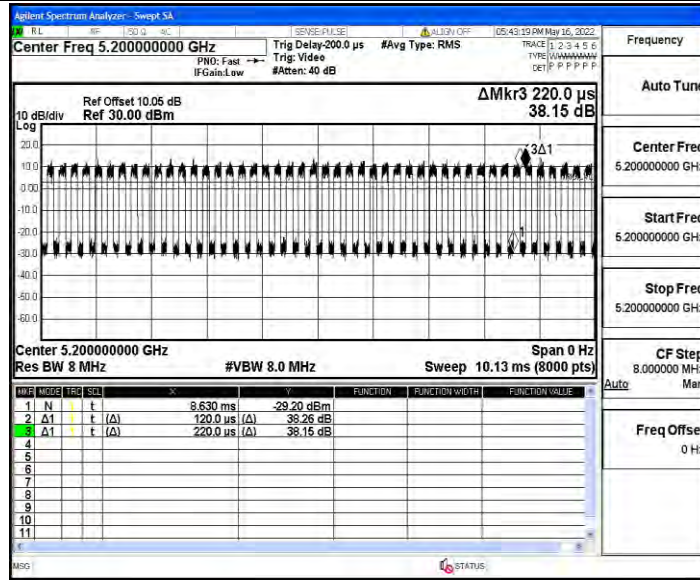 Agilent Spectrum Analyzer - Swept SA
RL RF 50 Ω AC SENSE:PULSE ALIGN OFF 05:43:19 PM May 16, 2022
Center Freq 5.200000000 GHz
PNO: Fast
IFGain:Low
Trig Delay-200.0 µs
Trig: Video
#Atten: 40 dB
#Avg Type: RMS
TRACE 1 2 3 4 5 6
TYPE WWWWWW
DET P P P P P P
ΔMkr3 220.0 µs
38.15 dB
Ref Offset 10.05 dB
10 dB/div Ref 30.00 dBm
Log
20.0
10.0
0.00
-10.0
-20.0
-30.0
-40.0
-50.0
-60.0
3Δ1
1
Center 5.200000000 GHz Span 0 Hz
Res BW 8 MHz #VBW 8.0 MHz Sweep 10.13 ms (8000 pts)
MKR MODE TRC SCL X Y FUNCTION FUNCTION WIDTH FUNCTION VALUE
1 N 1 t 8.630 ms -29.20 dBm
2 Δ1 1 t (Δ) 120.0 µs (Δ) 38.26 dB
3 Δ1 1 t (Δ) 220.0 µs (Δ) 38.15 dB
4
5
6
7
8
9
10
11
MSG STATUS
Frequency
Auto Tune
Center Freq
5.200000000 GHz
Start Freq
5.200000000 GHz
Stop Freq
5.200000000 GHz
CF Step
8.000000 MHz
Auto Man
Freq Offset
0 Hz